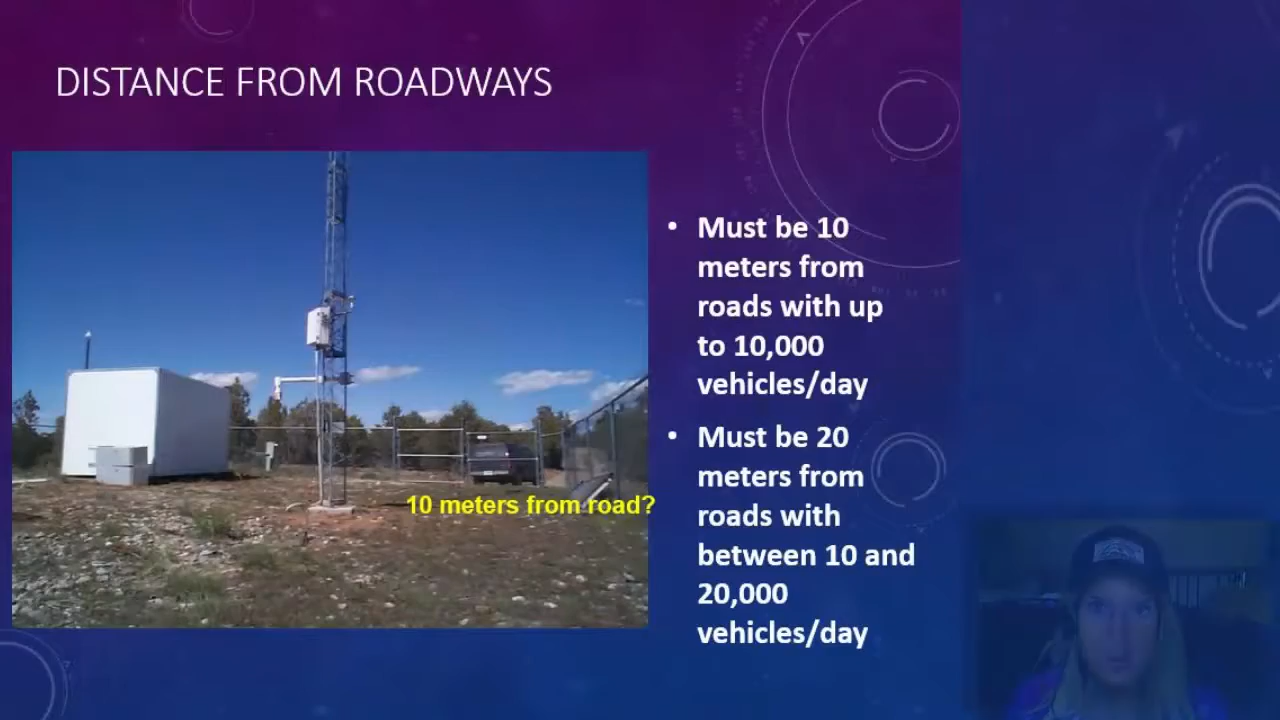 DISTANCE FROM ROADWAYS
10 meters from road?
• Must be 10
meters from
roads with up
to 10,000
vehicles/day
• Must be 20
meters from
roads with
between 10 and
20,000
vehicles/day